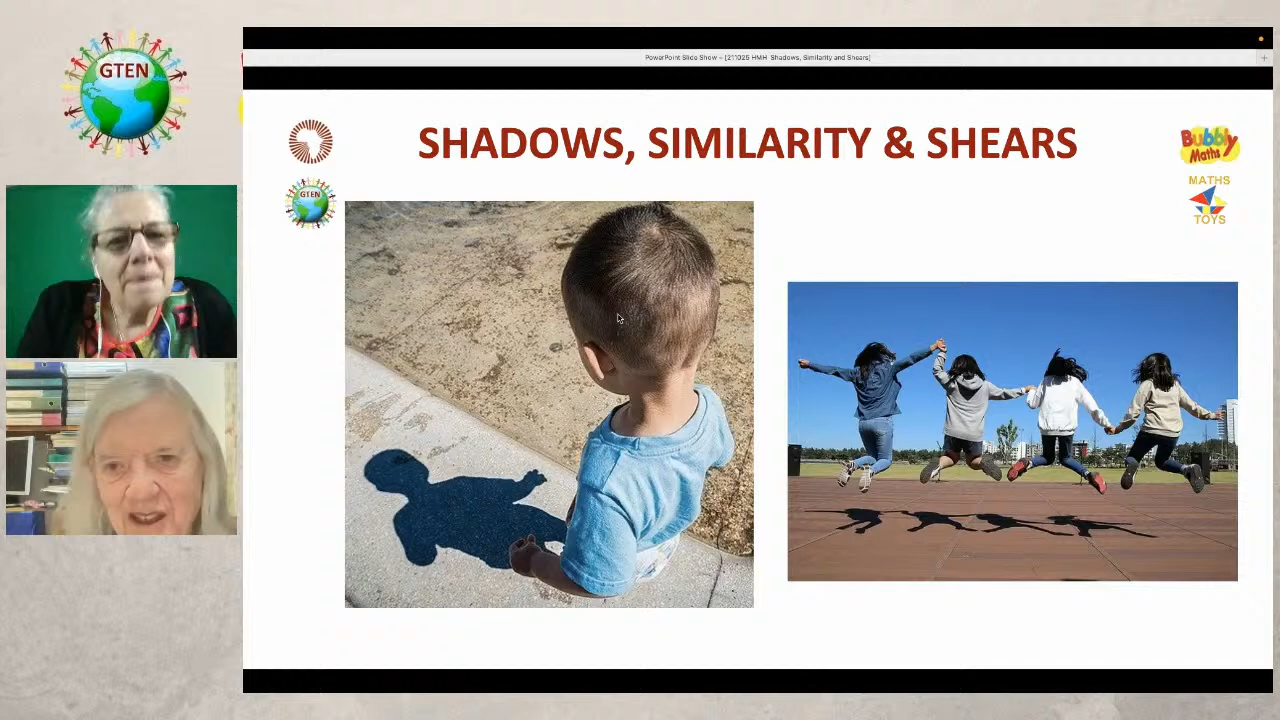 GTEN
PowerPoint Slide Show – [211026 HMH Shadows, Similarity and Shears]
SHADOWS, SIMILARITY & SHEARS
GTEN
Bubbly
Maths
MATHS
TOYS